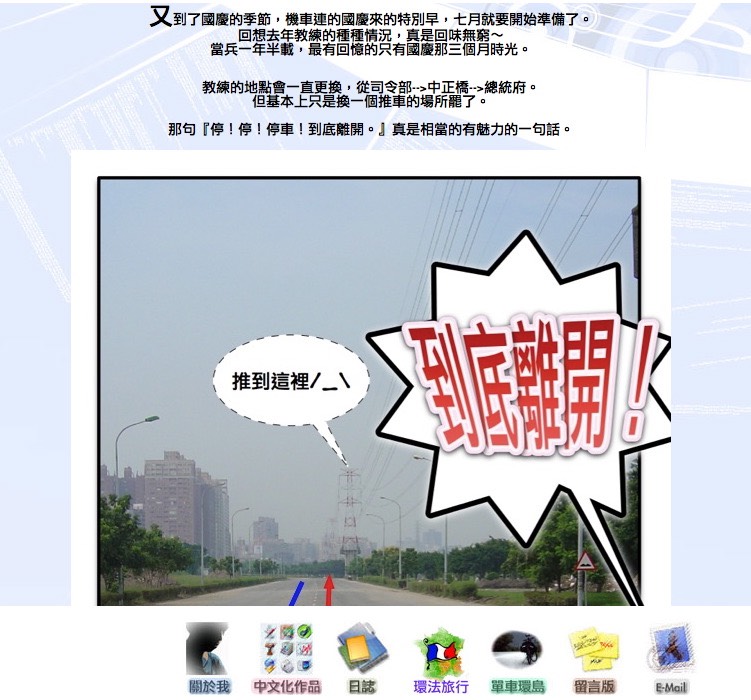 又到了國慶的季節，機車連的國慶來的特別早，七月就要開始準備了。
回想去年教練的種種情況，真是回味無窮～
當兵一年半載，最有回憶的只有國慶那三個月時光。
教練的地點會一直更換，從司令部-->中正橋-->總統府。
但基本上只是換一個推車的場所罷了。
那句『停！停！停車！到底離開。』真是相當的有魅力的一句話。
到底離開！
推到這裡/__\
關於我
中文化作品
日誌
環法旅行
單車環島
留言版
E-Mail